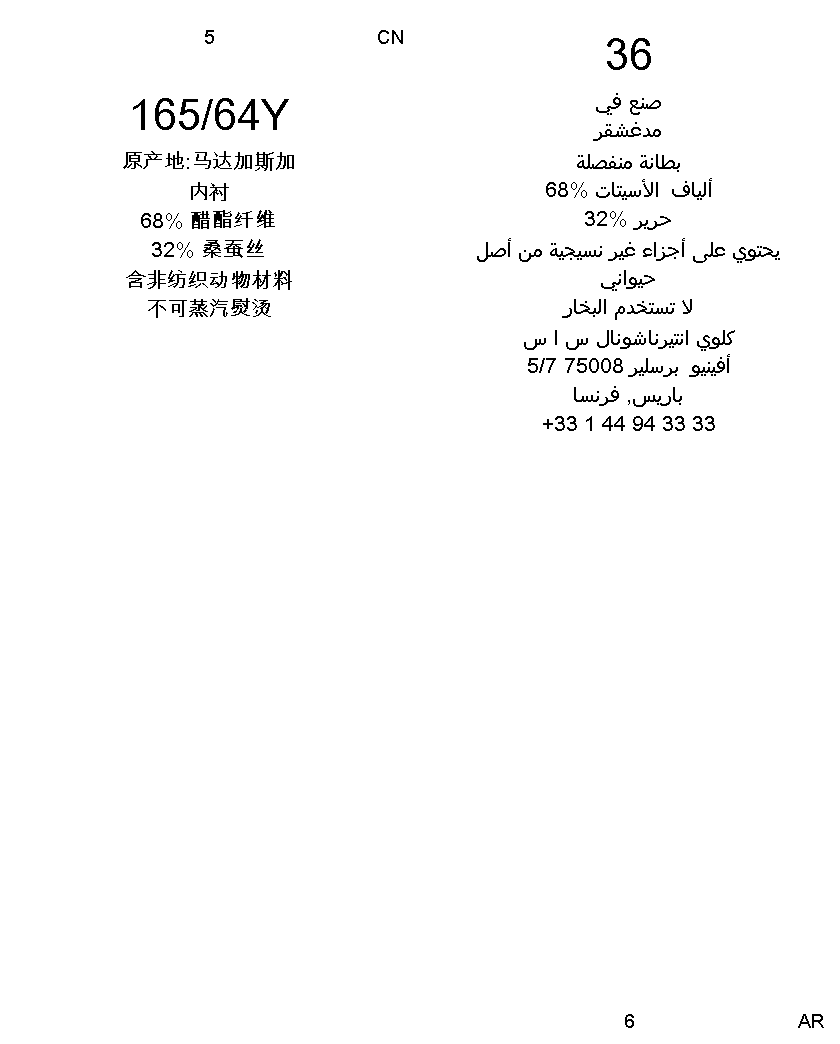 5
CN
165/64Y
原产地:马达加斯加
内衬
68% 醋酯纤维
32% 桑蚕丝
含非纺织动物材料
不可蒸汽熨烫
36
صنع في
مدغشقر
بطانة منفصلة
68% ألياف الأسيتات
32% حرير
يحتوي على أجزاء غير نسيجية من أصل
حيواني
لا تستخدم البخار
كلوي انتيرناشونال س ا س
5/7 أفينيو برسلير 75008
باريس, فرنسا
+33 1 44 94 33 33
6
AR